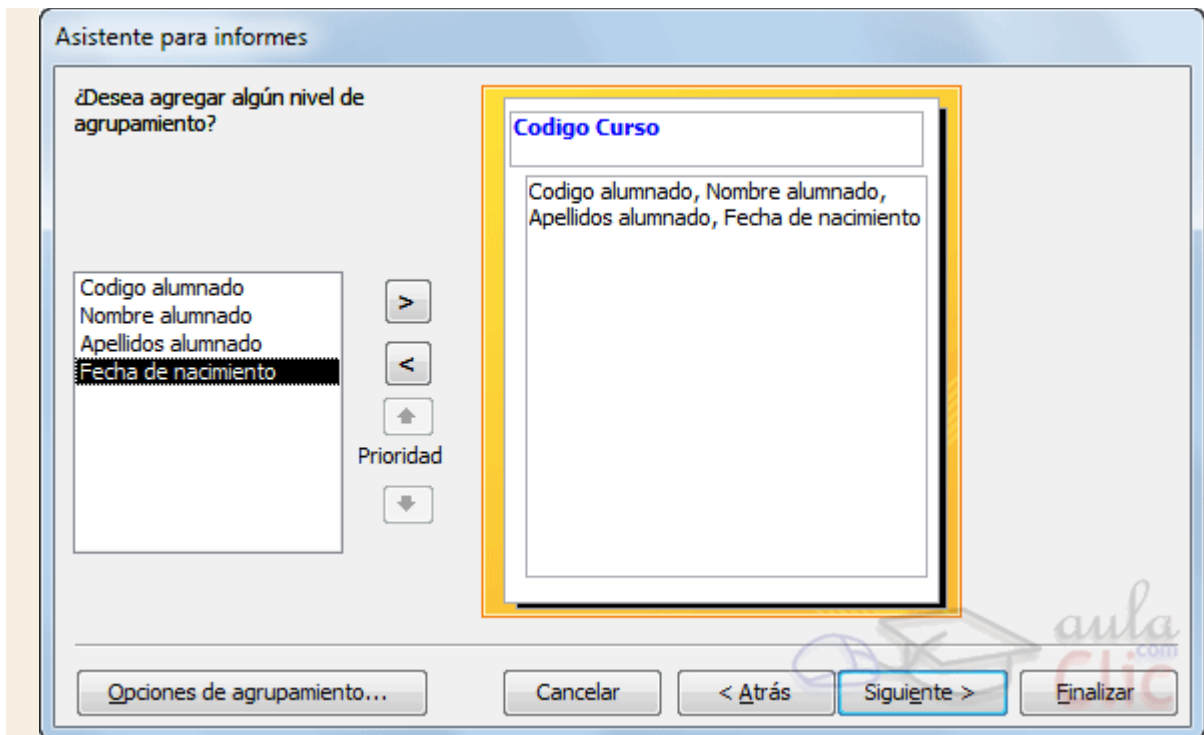 Asistente para informes
¿Desea agregar algún nivel de
agrupamiento?
Codigo alumnado
Nombre alumnado
Apellidos alumnado
Fecha de nacimiento
>
<
Prioridad
Codigo Curso
Codigo alumnado, Nombre alumnado,
Apellidos alumnado, Fecha de nacimiento
aula
.com
Clic
Opciones de agrupamiento...
Cancelar
< Atrás
Siguiente >
Finalizar